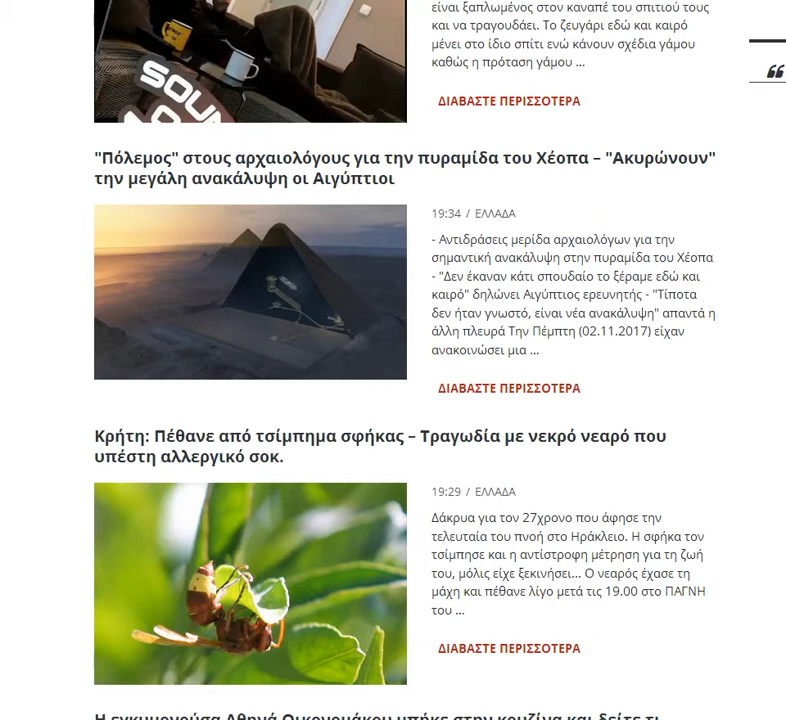 είναι ξαπλωμένος στον καναπέ του σπιτιού τους
και να τραγουδάει. Το ζευγάρι εδώ και καιρό
μένει στο ίδιο σπίτι ενώ κάνουν σχέδια γάμου
καθώς η πρόταση γάμου ...
ΔΙΑΒΑΣΤΕ ΠΕΡΙΣΣΟΤΕΡΑ
"Πόλεμος" στους αρχαιολόγους για την πυραμίδα του Χέοπα – "Ακυρώνουν"
την μεγάλη ανακάλυψη οι Αιγύπτιοι
19:34 / ΕΛΛΑΔΑ
- Αντιδράσεις μερίδα αρχαιολόγων για την
σημαντική ανακάλυψη στην πυραμίδα του Χέοπα
- "Δεν έκαναν κάτι σπουδαίο το ξέραμε εδώ και
καιρό" δηλώνει Αιγύπτιος ερευνητής - "Τίποτα
δεν ήταν γνωστό, είναι νέα ανακάλυψη" απαντά η
άλλη πλευρά Την Πέμπτη (02.11.2017) είχαν
ανακοινώσει μια ...
ΔΙΑΒΑΣΤΕ ΠΕΡΙΣΣΟΤΕΡΑ
Κρήτη: Πέθανε από τσίμπημα σφήκας – Τραγωδία με νεκρό νεαρό που
υπέστη αλλεργικό σοκ.
19:29 / ΕΛΛΑΔΑ
Δάκρυα για τον 27χρονο που άφησε την
τελευταία του πνοή στο Ηράκλειο. Η σφήκα τον
τσίμπησε και η αντίστροφη μέτρηση για τη ζωή
του, μόλις είχε ξεκινήσει... Ο νεαρός έχασε τη
μάχη και πέθανε λίγο μετά τις 19.00 στο ΠΑΓΝΗ
του ...
ΔΙΑΒΑΣΤΕ ΠΕΡΙΣΣΟΤΕΡΑ
Η εγκυμονούσα Αθηνά Οικονομάκου μπήκε στην κουζίνα και δείτε τι